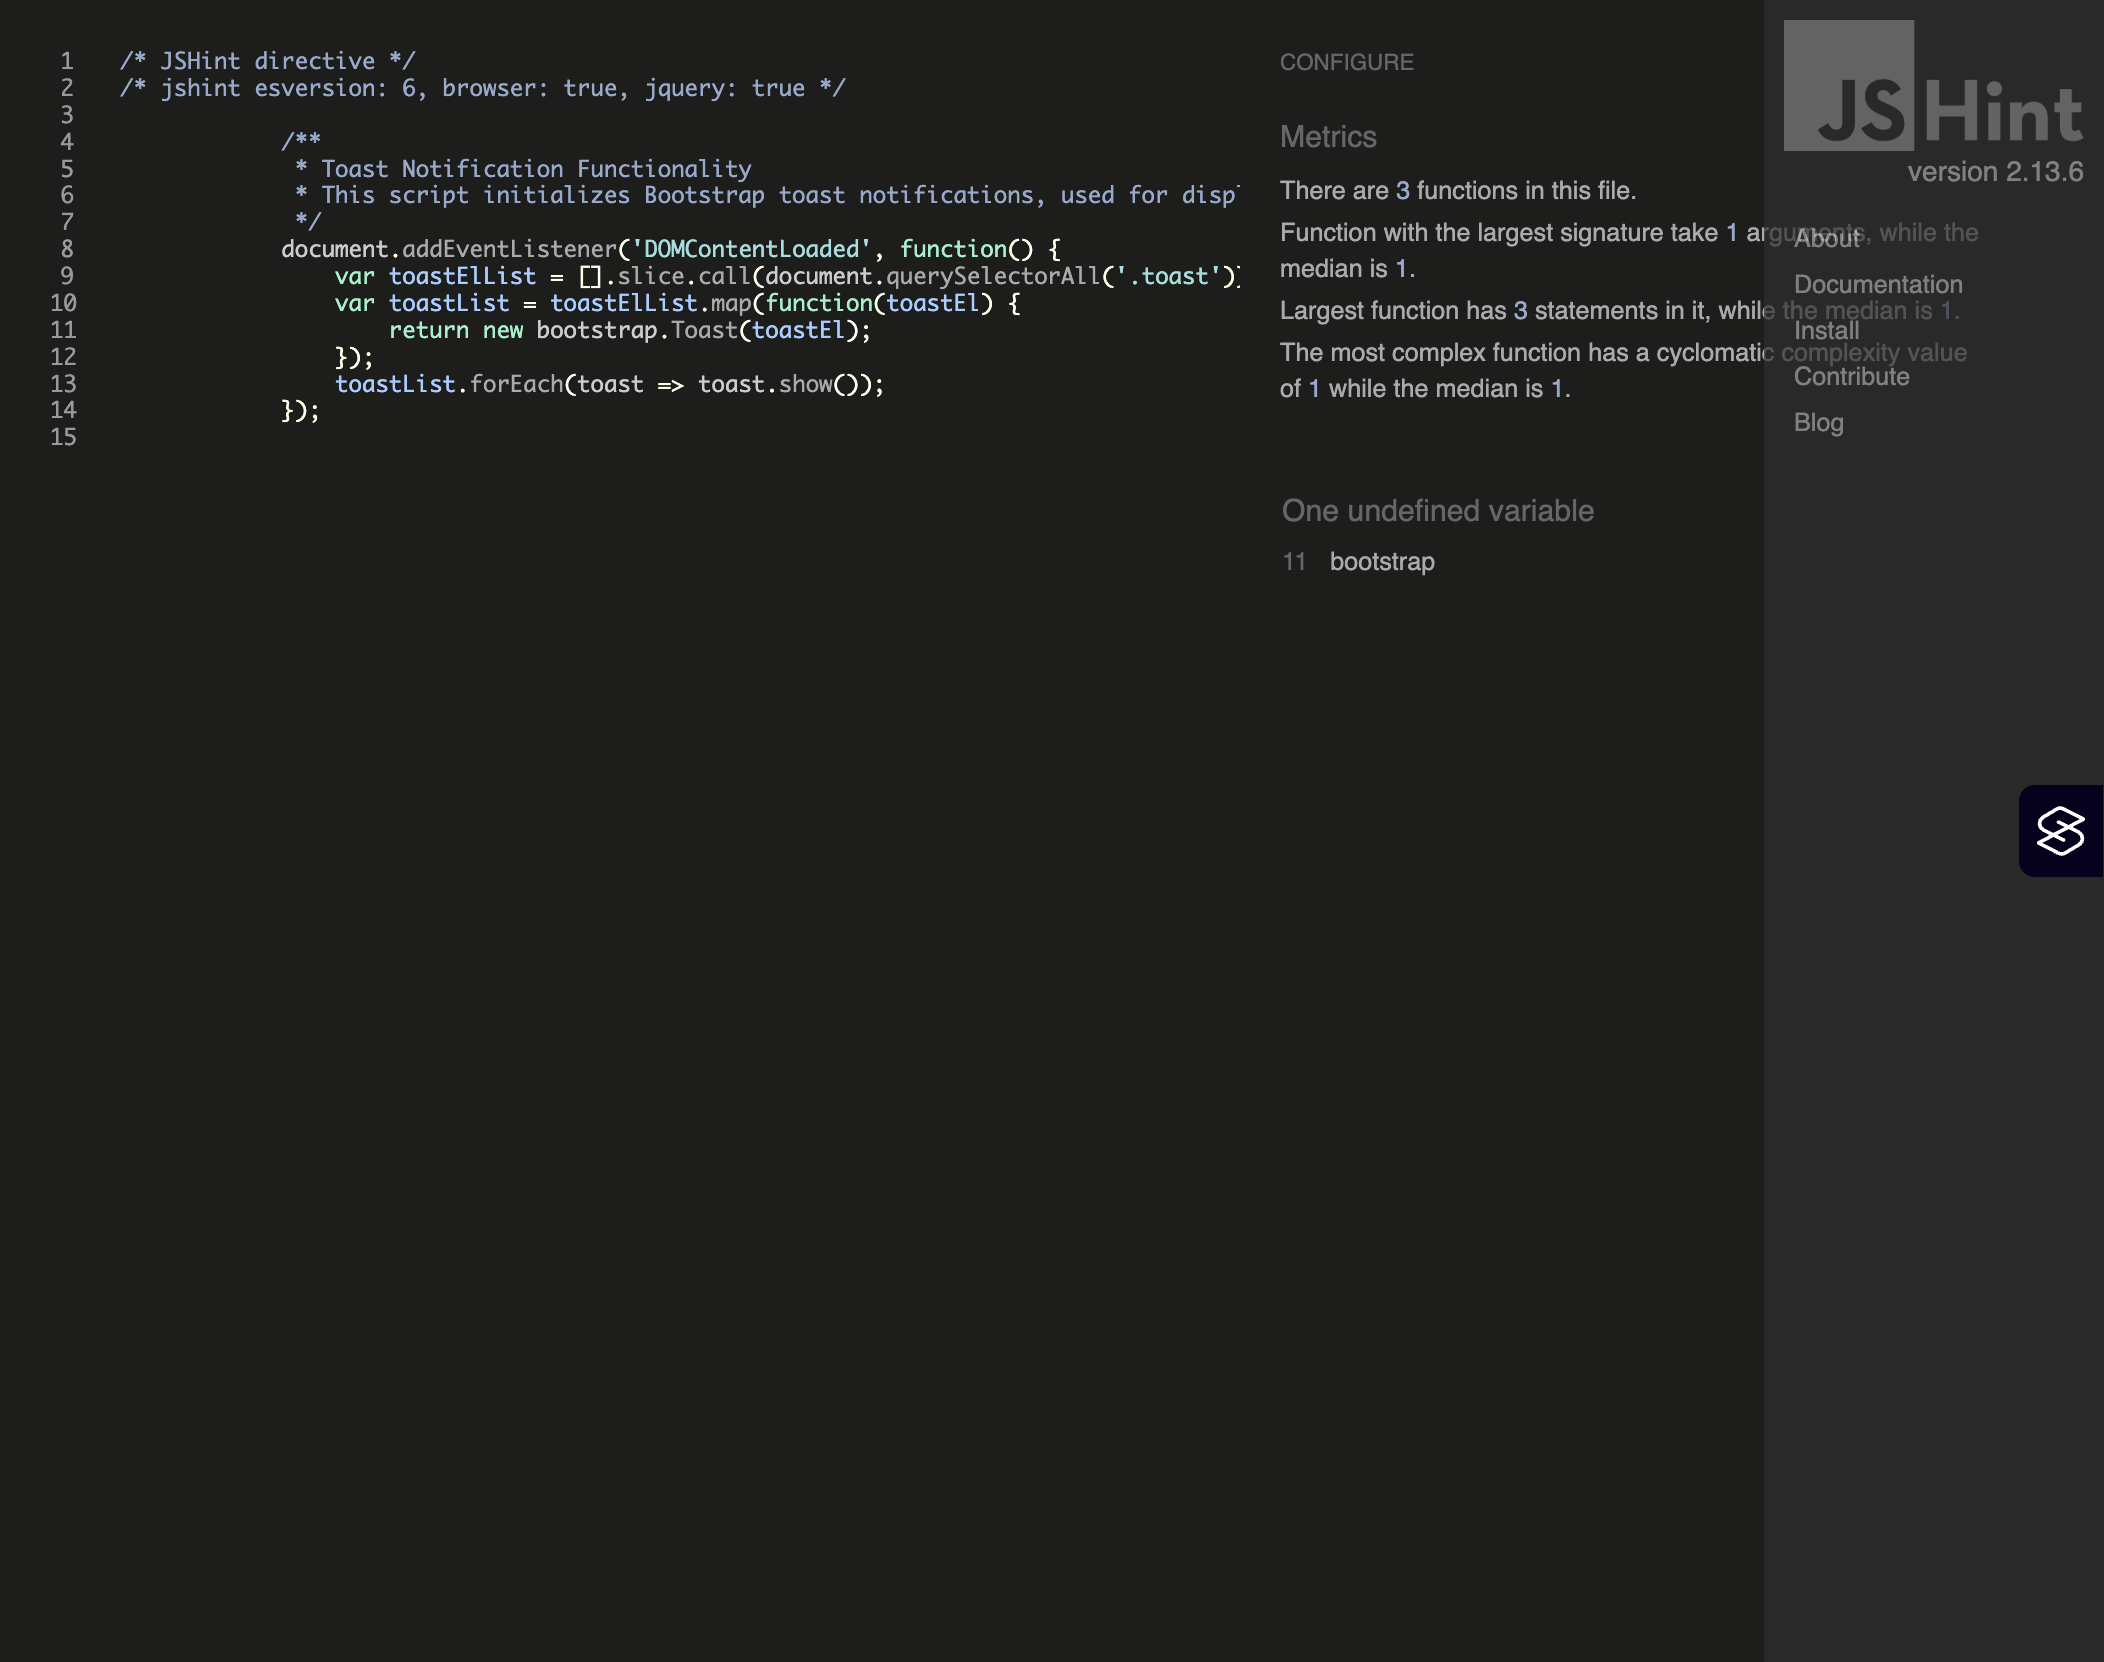 1 /* JSHint directive */
2 /* jshint esversion: 6, browser: true, jquery: true */
3
4 /**
5 * Toast Notification Functionality
6 * This script initializes Bootstrap toast notifications, used for disp
7 */
8 document.addEventListener('DOMContentLoaded', function() {
9 var toastElList = [].slice.call(document.querySelectorAll('.toast')
10 var toastList = toastElList.map(function(toastEl) {
11 return new bootstrap.Toast(toastEl);
12 });
13 toastList.forEach(toast => toast.show());
14 });
15
CONFIGURE
Metrics
There are 3 functions in this file.
Function with the largest signature take 1 arguments, while the
median is 1.
Largest function has 3 statements in it, while the median is 1.
The most complex function has a cyclomatic complexity value
of 1 while the median is 1.
One undefined variable
11 bootstrap
JSHint
version 2.13.6
About
Documentation
Install
Contribute
Blog